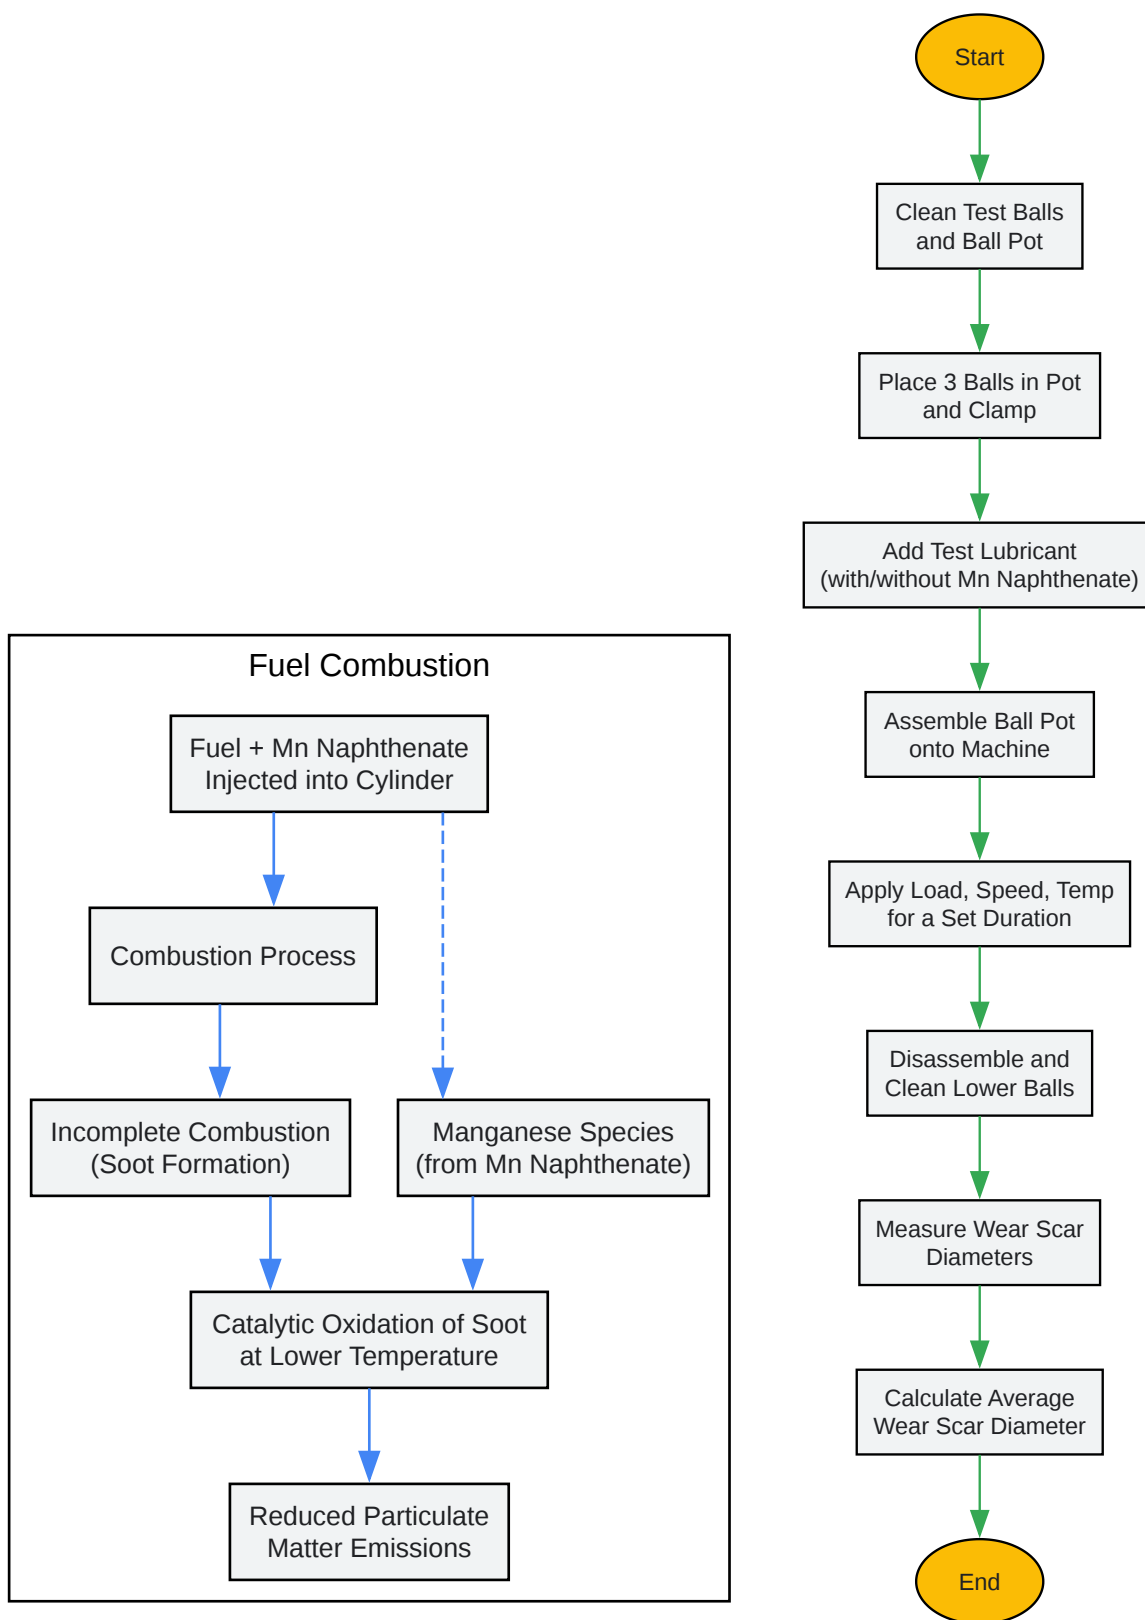 Fuel Combustion
Fuel + Mn Naphthenate
Injected into Cylinder
Combustion Process
Incomplete Combustion
(Soot Formation)
Manganese Species
(from Mn Naphthenate)
Catalytic Oxidation of Soot
at Lower Temperature
Reduced Particulate
Matter Emissions
Start
Clean Test Balls
and Ball Pot
Place 3 Balls in Pot
and Clamp
Add Test Lubricant
(with/without Mn Naphthenate)
Assemble Ball Pot
onto Machine
Apply Load, Speed, Temp
for a Set Duration
Disassemble and
Clean Lower Balls
Measure Wear Scar
Diameters
Calculate Average
Wear Scar Diameter
End